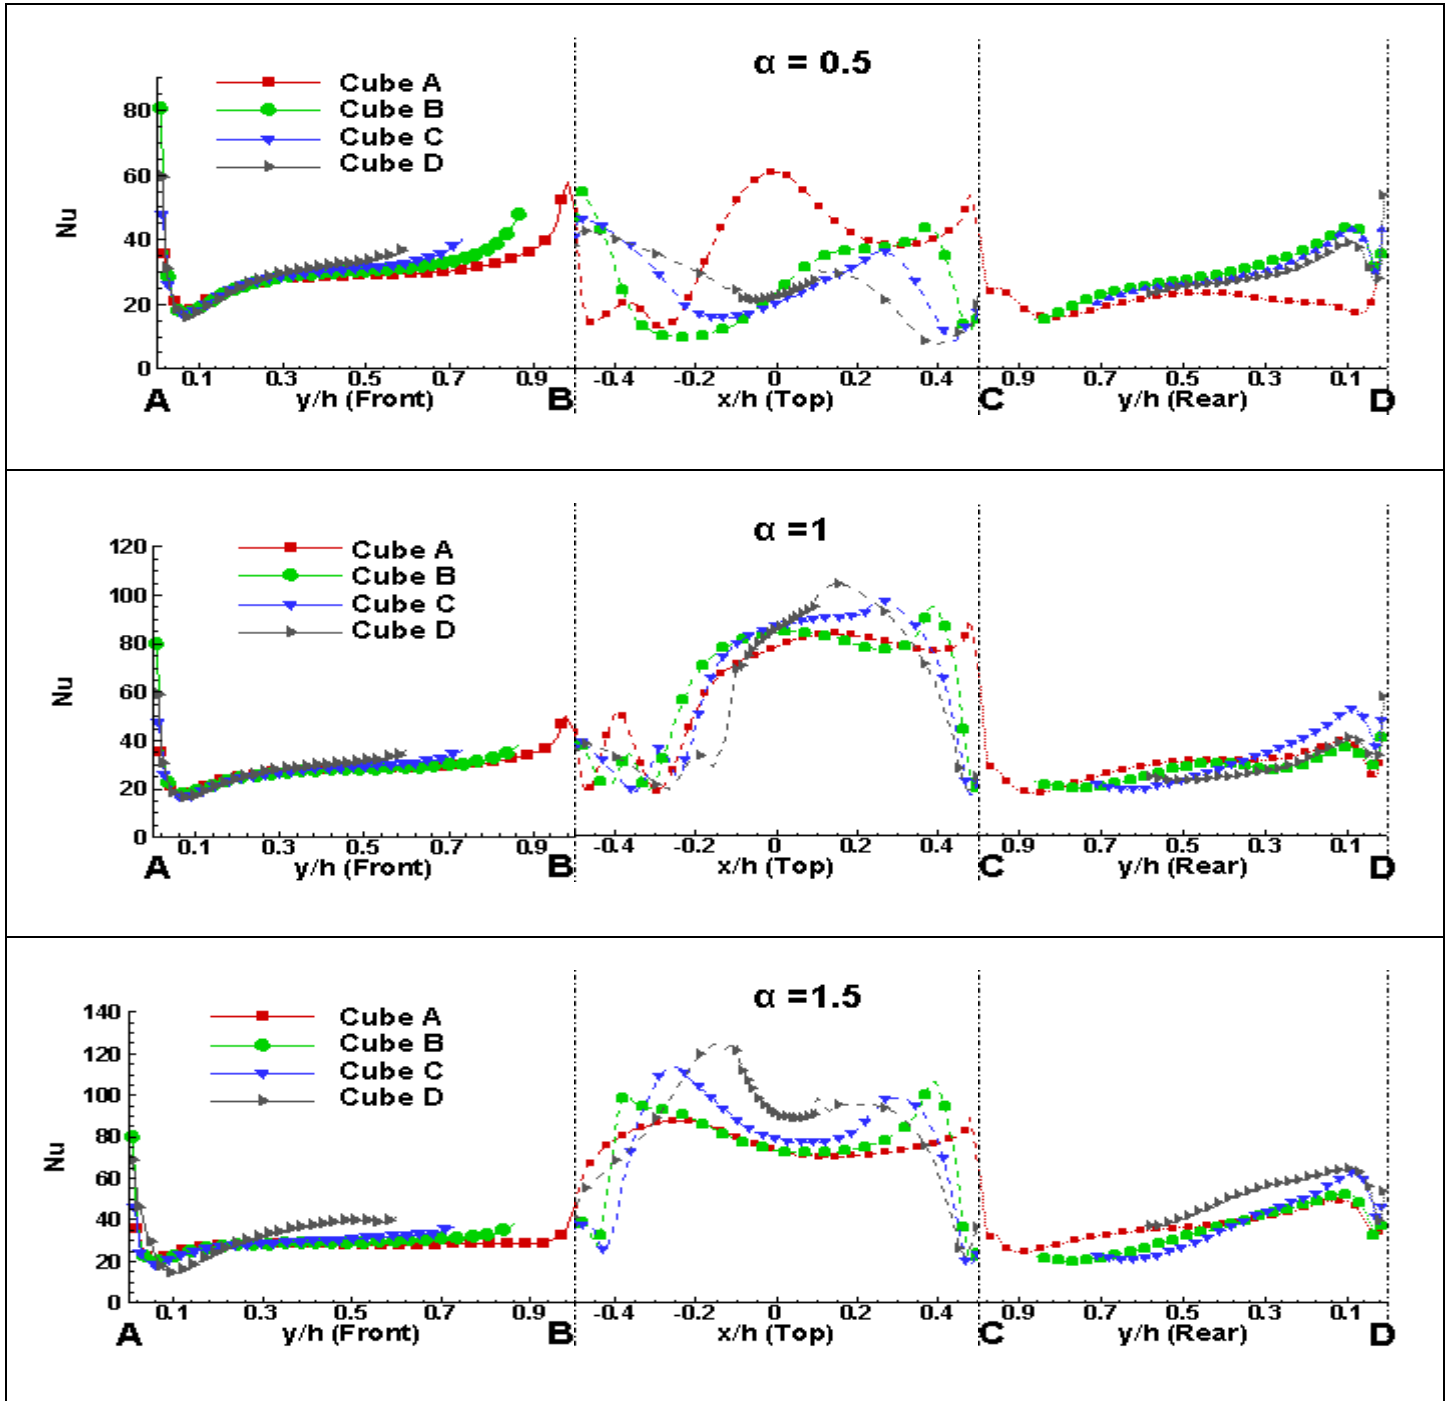 α = 0.5
Cube A
Cube B
Cube C
Cube D
Nu
80
60
40
20
0
0.1 0.3 0.5 0.7 0.9 -0.4 -0.2 0 0.2 0.4 0.9 0.7 0.5 0.3 0.1
A y/h (Front) B x/h (Top) C y/h (Rear) D
α =1
Cube A
Cube B
Cube C
Cube D
Nu
120
100
80
60
40
20
0
0.1 0.3 0.5 0.7 0.9 -0.4 -0.2 0 0.2 0.4 0.9 0.7 0.5 0.3 0.1
A y/h (Front) B x/h (Top) C y/h (Rear) D
α =1.5
Cube A
Cube B
Cube C
Cube D
Nu
140
120
100
80
60
40
20
0
0.1 0.3 0.5 0.7 0.9 -0.4 -0.2 0 0.2 0.4 0.9 0.7 0.5 0.3 0.1
A y/h (Front) B x/h (Top) C y/h (Rear) D